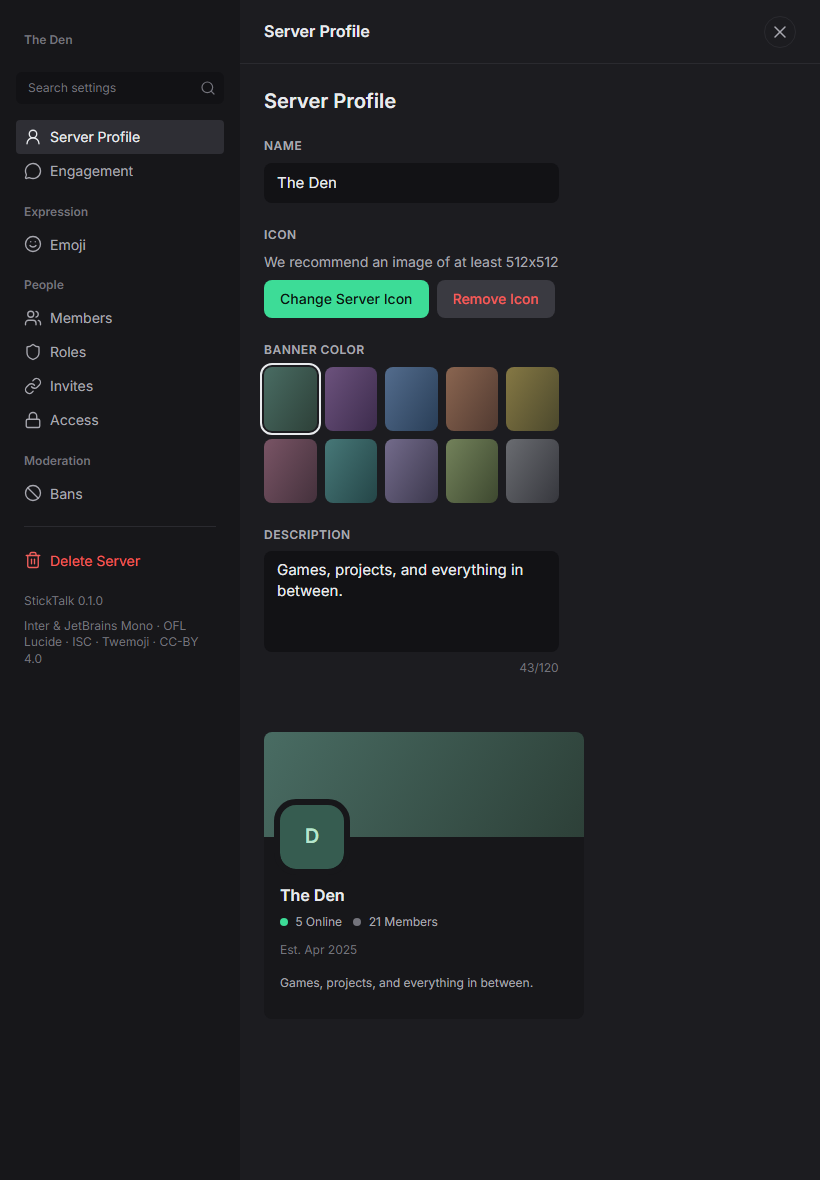 The Den
Search settings
Server Profile
Engagement
Expression
Emoji
People
Members
Roles
Invites
Access
Moderation
Bans
Delete Server
StickTalk 0.1.0
Inter & JetBrains Mono · OFL
Lucide · ISC · Twemoji · CC-BY
4.0
Server Profile
Server Profile
NAME
The Den
ICON
We recommend an image of at least 512x512
Change Server Icon
Remove Icon
BANNER COLOR
DESCRIPTION
Games, projects, and everything in
between.
43/120
D
The Den
5 Online 21 Members
Est. Apr 2025
Games, projects, and everything in between.